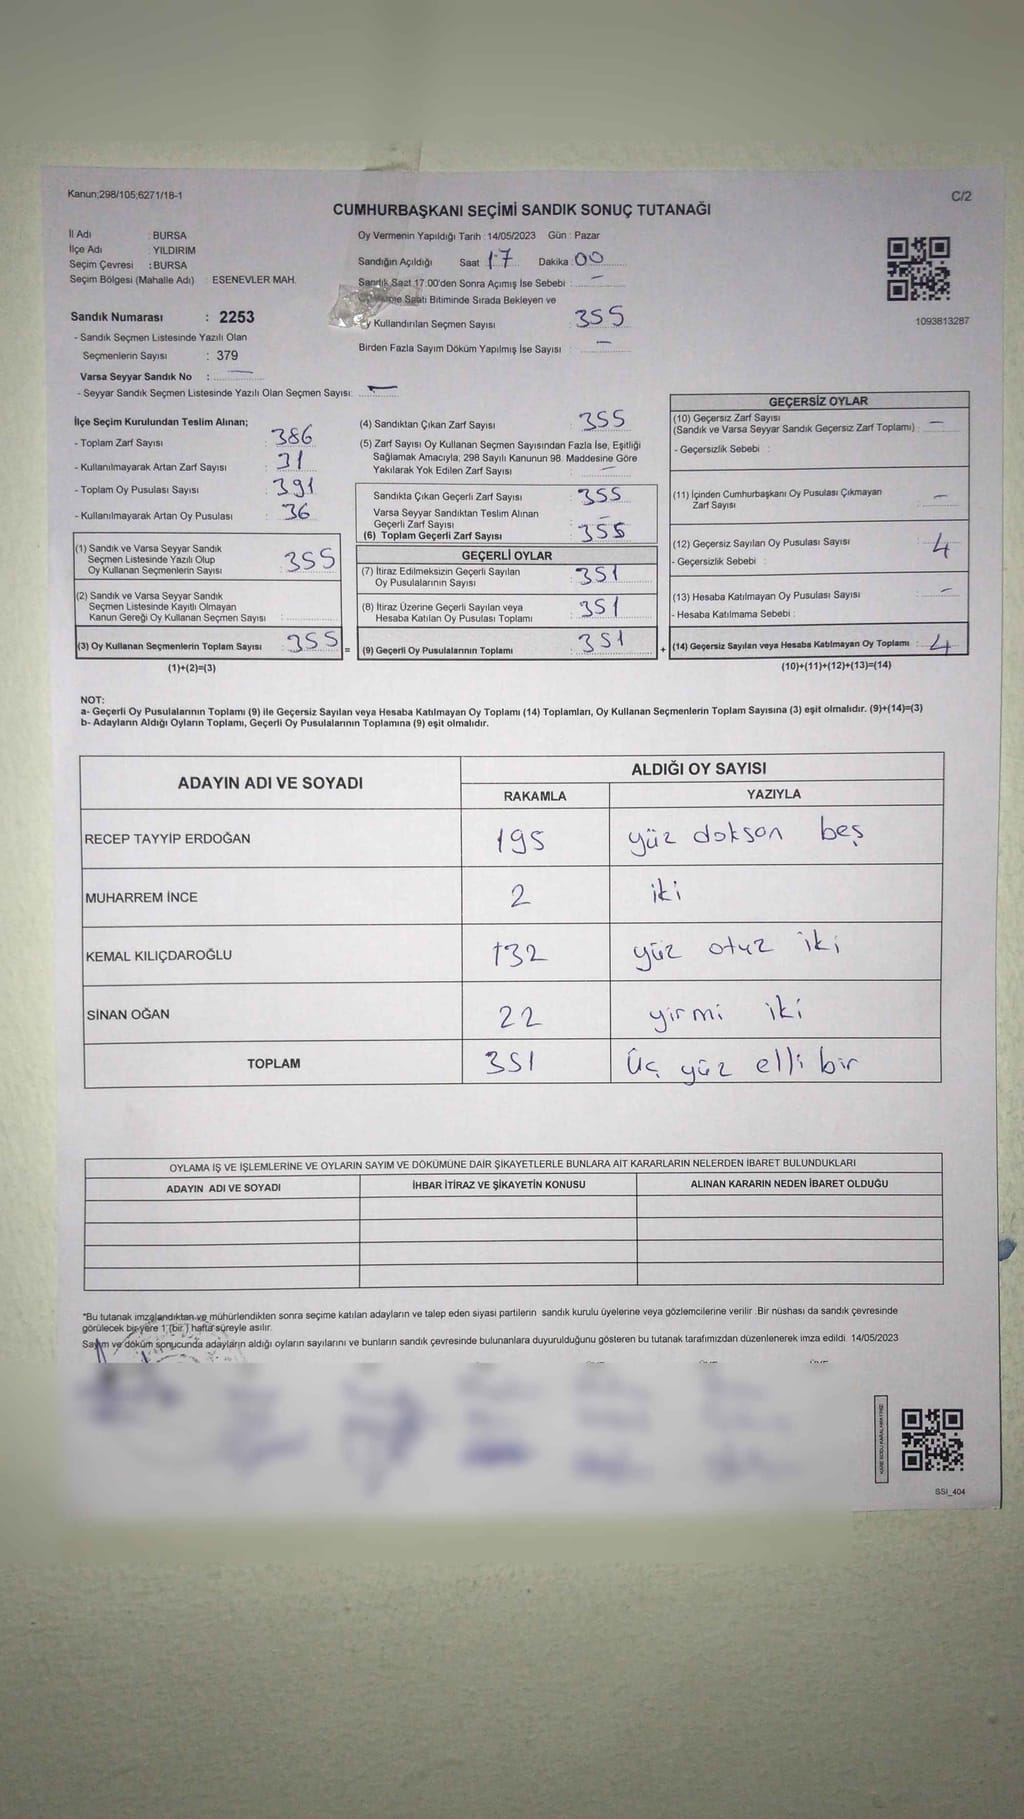 Kanun;298/105;6271/18-1
C/2
CUMHURBAŞKANI SEÇİMİ SANDIK SONUÇ TUTANAĞI
İl Adı : BURSA
İlçe Adı : YILDIRIM
Seçim Çevresi : BURSA
Seçim Bölgesi (Mahalle Adı) : ESENEVLER MAH.
Sandık Numarası : 2253
- Sandık Seçmen Listesinde Yazılı Olan
Seçmenlerin Sayısı : 379
Varsa Seyyar Sandık No : —
- Seyyar Sandık Seçmen Listesinde Yazılı Olan Seçmen Sayısı: —
Oy Vermenin Yapıldığı Tarih : 14/05/2023 Gün : Pazar
Sandığın Açıldığı Saat 17 Dakika : 00
Sandık Saat 17:00'den Sonra Açımış İse Sebebi : —
Saati Bitiminde Sırada Bekleyen ve
Oy Kullandırılan Seçmen Sayısı : 355
Birden Fazla Sayım Döküm Yapılmış İse Sayısı : —
1093813287
İlçe Seçim Kurulundan Teslim Alınan;
- Toplam Zarf Sayısı : 386
- Kullanılmayarak Artan Zarf Sayısı : 31
- Toplam Oy Pusulası Sayısı : 391
- Kullanılmayarak Artan Oy Pusulası : 36
(1) Sandık ve Varsa Seyyar Sandık
Seçmen Listesinde Yazılı Olup
Oy Kullanan Seçmenlerin Sayısı : 355
(2) Sandık ve Varsa Seyyar Sandık
Seçmen Listesinde Kayıtlı Olmayan
Kanun Gereği Oy Kullanan Seçmen Sayısı :
(3) Oy Kullanan Seçmenlerin Toplam Sayısı : 355 =
(1)+(2)=(3)
(4) Sandıktan Çıkan Zarf Sayısı : 355
(5) Zarf Sayısı Oy Kullanan Seçmen Sayısından Fazla İse, Eşitliği
Sağlamak Amacıyla; 298 Sayılı Kanunun 98. Maddesine Göre
Yakılarak Yok Edilen Zarf Sayısı : —
Sandıkta Çıkan Geçerli Zarf Sayısı : 355
Varsa Seyyar Sandıktan Teslim Alınan
Geçerli Zarf Sayısı : —
(6) Toplam Geçerli Zarf Sayısı : 355
GEÇERLİ OYLAR
(7) İtiraz Edilmeksizin Geçerli Sayılan
Oy Pusulalarının Sayısı : 351
(8) İtiraz Üzerine Geçerli Sayılan veya
Hesaba Katılan Oy Pusulası Toplamı : 351
(9) Geçerli Oy Pusulalarının Toplamı : 351 +
GEÇERSİZ OYLAR
(10) Geçersiz Zarf Sayısı
(Sandık ve Varsa Seyyar Sandık Geçersiz Zarf Toplamı) : —
- Geçersizlik Sebebi :
(11) İçinden Cumhurbaşkanı Oy Pusulası Çıkmayan
Zarf Sayısı : —
(12) Geçersiz Sayılan Oy Pusulası Sayısı : 4
- Geçersizlik Sebebi :
(13) Hesaba Katılmayan Oy Pusulası Sayısı : —
- Hesaba Katılmama Sebebi :
(14) Geçersiz Sayılan veya Hesaba Katılmayan Oy Toplamı : 4
(10)+(11)+(12)+(13)=(14)
NOT:
a- Geçerli Oy Pusulalarının Toplamı (9) ile Geçersiz Sayılan veya Hesaba Katılmayan Oy Toplamı (14) Toplamları, Oy Kullanan Seçmenlerin Toplam Sayısına (3) eşit olmalıdır. (9)+(14)=(3)
b- Adayların Aldığı Oyların Toplamı, Geçerli Oy Pusulalarının Toplamına (9) eşit olmalıdır.
ADAYIN ADI VE SOYADI
ALDIĞI OY SAYISI
RAKAMLA YAZIYLA
RECEP TAYYİP ERDOĞAN 195 yüz doksan beş
MUHARREM İNCE 2 iki
KEMAL KILIÇDAROĞLU 132 yüz otuz iki
SİNAN OĞAN 22 yirmi iki
TOPLAM 351 üç yüz elli bir
OYLAMA İŞ VE İŞLEMLERİNE VE OYLARIN SAYIM VE DÖKÜMÜNE DAİR ŞİKAYETLERLE BUNLARA AİT KARARLARIN NELERDEN İBARET BULUNDUKLARI
ADAYIN ADI VE SOYADI İHBAR İTİRAZ VE ŞİKAYETİN KONUSU ALINAN KARARIN NEDEN İBARET OLDUĞU
*Bu tutanak imzalandıktan ve mühürlendikten sonra seçime katılan adayların ve talep eden siyasi partilerin sandık kurulu üyelerine veya gözlemcilerine verilir. Bir nüshası da sandık çevresinde
görülecek bir yere 1 (bir) hafta süreyle asılır.
Sayım ve döküm sonucunda adayların aldığı oyların sayılarını ve bunların sandık çevresinde bulunanlara duyurulduğunu gösteren bu tutanak tarafımızdan düzenlenerek imza edildi. 14/05/2023
SSI_404